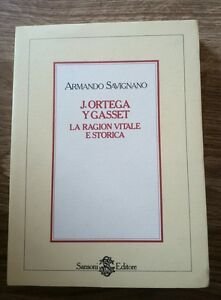 ARMANDO SAVIGNANO
J. ORTEGA
Y GASSET
LA RAGION VITALE
E STORICA
Sansoni Editore